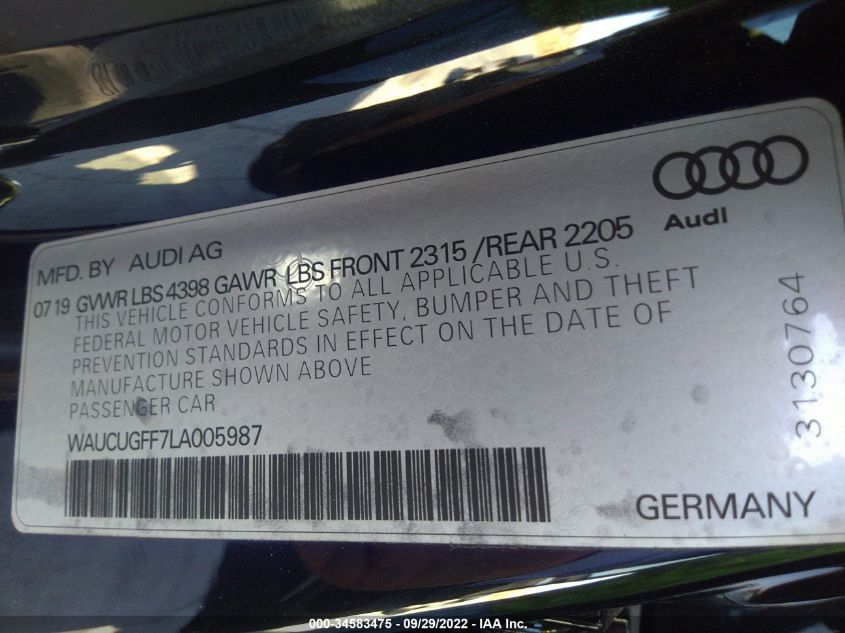 Audi
MFD. BY AUDI AG
07 19 GVWR LBS 4398 GAWR LBS FRONT 2315 /REAR 2205
THIS VEHICLE CONFORMS TO ALL APPLICABLE U.S.
FEDERAL MOTOR VEHICLE SAFETY, BUMPER AND THEFT
PREVENTION STANDARDS IN EFFECT ON THE DATE OF
MANUFACTURE SHOWN ABOVE
PASSENGER CAR
WAUCUGFF7LA005987
3130764
GERMANY
000-34583475 - 09/29/2022 - IAA Inc.